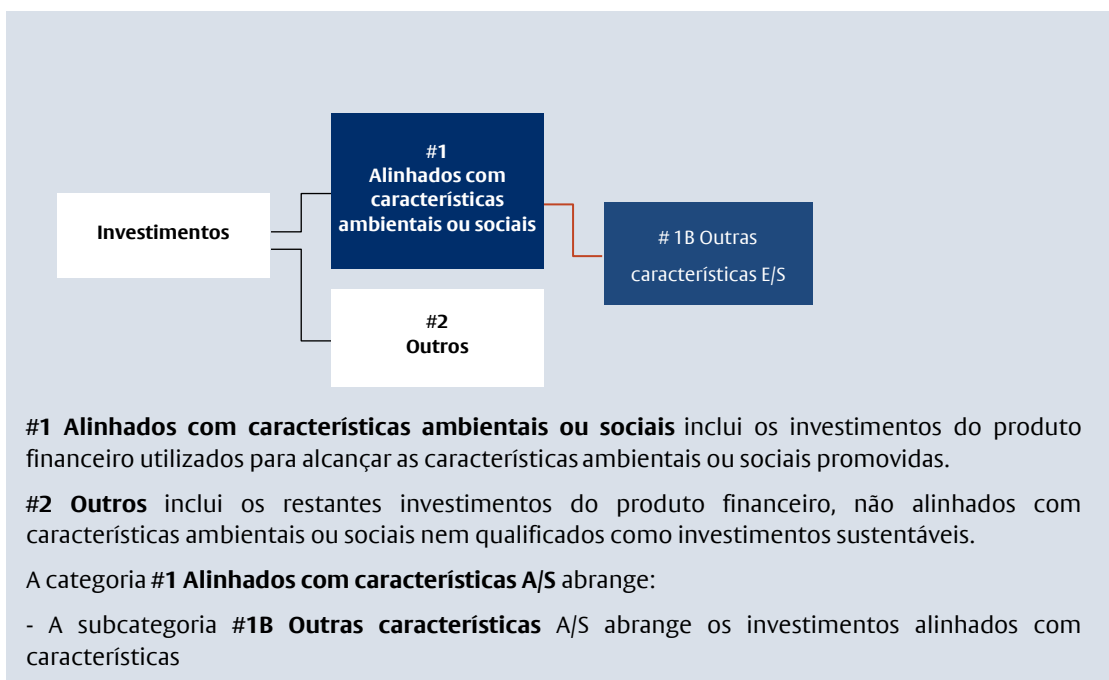 #1
Alinhados com
características
ambientais ou sociais
Investimentos
# 1B Outras
características E/S
#2
Outros
#1 Alinhados com características ambientais ou sociais inclui os investimentos do produto
financeiro utilizados para alcançar as características ambientais ou sociais promovidas.
#2 Outros inclui os restantes investimentos do produto financeiro, não alinhados com
características ambientais ou sociais nem qualificados como investimentos sustentáveis.
A categoria #1 Alinhados com características A/S abrange:
- A subcategoria #1B Outras características A/S abrange os investimentos alinhados com
características